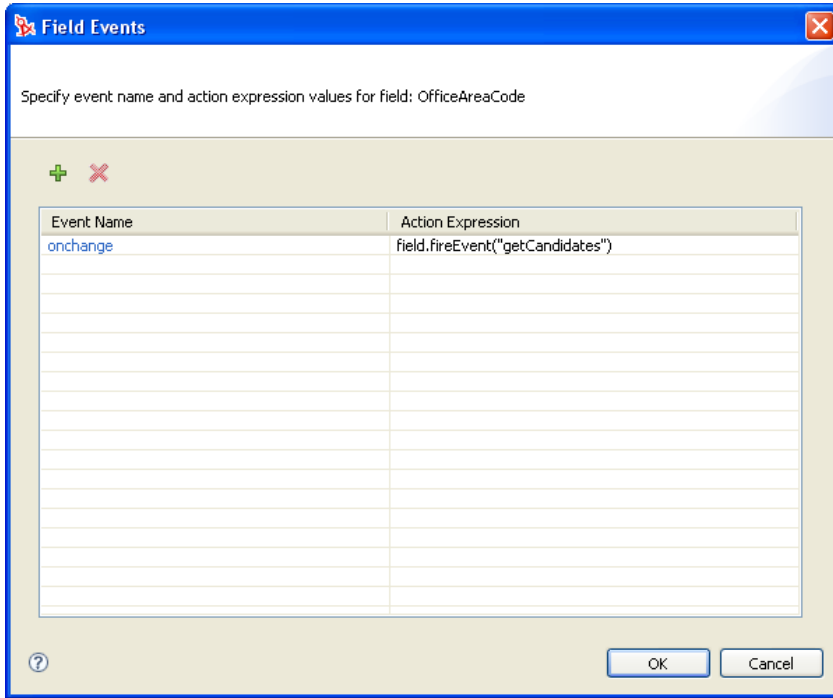 Field Events
Specify event name and action expression values for field: OfficeAreaCode
Event Name Action Expression
onchange field.fireEvent("getCandidates")
? OK Cancel